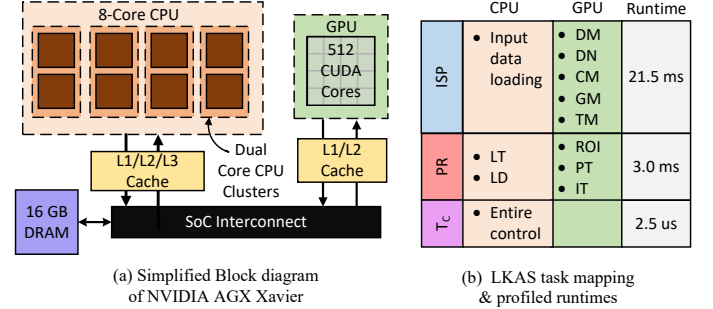 8-Core CPU
GPU
512
CUDA
Cores
Dual
Core CPU
Clusters
L1/L2/L3
Cache
L1/L2
Cache
16 GB
DRAM
SoC Interconnect
(a) Simplified Block diagram
of NVIDIA AGX Xavier
CPU GPU Runtime
ISP
• Input
data
loading
• DM
• DN
• CM
• GM
• TM
21.5 ms
PR
• LT
• LD
• ROI
• PT
• IT
3.0 ms
Tc
• Entire
control
2.5 us
(b) LKAS task mapping
& profiled runtimes